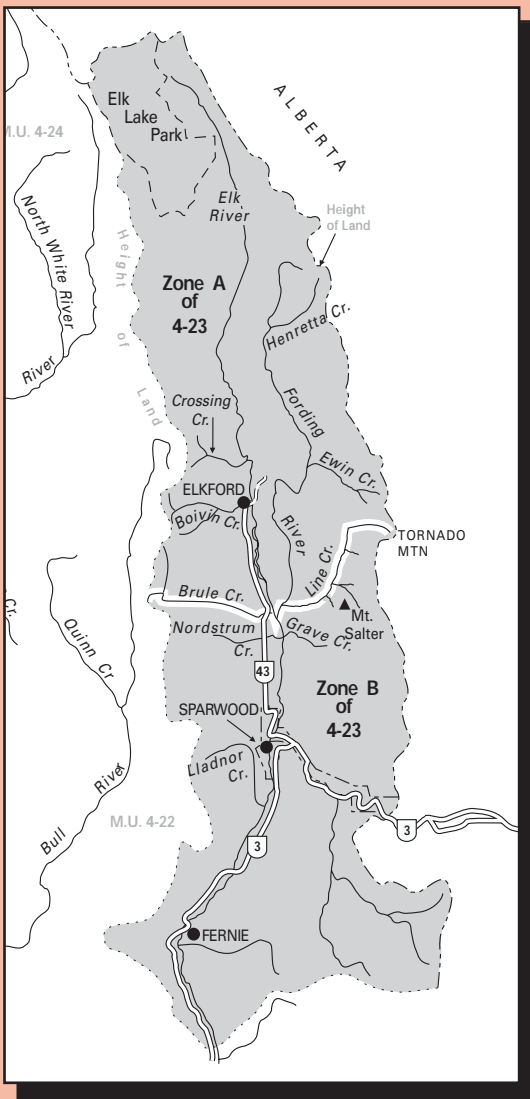 Elk
Lake
Park
ALBERTA
M.U. 4-24
North White River
River
Elk
River
Height
of Land
Height of Land
Zone A
of
4-23
Henretta Cr.
Crossing
Cr.
Fording
River
Ewin Cr.
ELKFORD
Boivin Cr.
TORNADO
MTN
Line Cr.
Brule Cr.
Mt.
Salter
Nordstrum
Cr.
Grave Cr.
Cr.
Quinn Cr
43
Zone B
of
4-23
SPARWOOD
Lladnor
Cr.
Bull River
M.U. 4-22
3
3
FERNIE